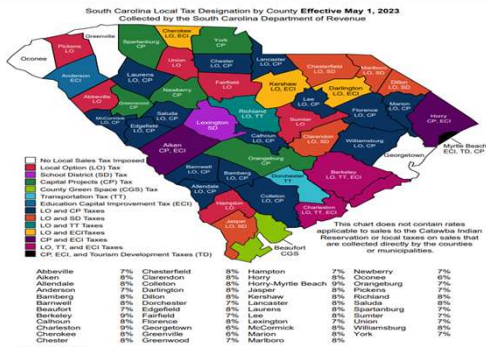 South Carolina Local Tax Designation by County Effective May 1, 2023
Collected by the South Carolina Department of Revenue
Oconee
Pickens
LO
Greenville
Spartanburg
CP
Cherokee
LO, ECI
York
CP
Anderson
ECI
Laurens
LO, CP
Union
LO
Chester
LO, CP
Lancaster
LO, CP
Chesterfield
LO, SD
Marlboro
LO, SD
Dillon
LO, SD
Abbeville
LO
Greenwood
CP
Newberry
CP
Fairfield
LO
Kershaw
LO, ECI
Darlington
LO, ECI
McCormick
LO, CP
Edgefield
LO, CP
Saluda
LO, CP
Lexington
SD
Richland
LO, TT
Lee
LO, CP
Sumter
LO
Florence
LO, CP
Marion
LO, CP
Horry
CP, ECI
Myrtle Beach
ECI, TD, CP
Aiken
CP, ECI
Calhoun
LO, CP
Clarendon
LO, SD
Williamsburg
LO, CP
Georgetown
Orangeburg
CP
Barnwell
LO, CP
Bamberg
LO, CP
Dorchester
TT
Berkeley
LO, TT, ECI
Allendale
LO, CP
Colleton
LO, CP
Charleston
LO, TT, ECI
Hampton
LO
Jasper
LO, SD
Beaufort
CGS
No Local Sales Tax Imposed
Local Option (LO) Tax
School District (SD) Tax
Capital Projects (CP) Tax
County Green Space (CGS) Tax
Transportation Tax (TT)
Education Capital Improvement Tax (ECI)
LO and CP Taxes
LO and SD Taxes
LO and TT Taxes
LO and ECITaxes
CP and ECI Taxes
LO, TT, and ECI Taxes
CP, ECI, and Tourism Development Taxes (TD)
This chart does not contain rates
applicable to sales to the Catawba Indian
Reservation or local taxes on sales that
are collected directly by the counties
or municipalities.
Abbeville 7% Chesterfield 8% Hampton 7% Newberry 7%
Aiken 8% Clarendon 8% Horry 8% Oconee 6%
Allendale 8% Colleton 8% Horry-Myrtle Beach 9% Orangeburg 7%
Anderson 7% Darlington 8% Jasper 8% Pickens 7%
Bamberg 8% Dillon 8% Kershaw 8% Richland 8%
Barnwell 8% Dorchester 7% Lancaster 8% Saluda 8%
Beaufort 7% Edgefield 8% Laurens 8% Spartanburg 7%
Berkeley 9% Fairfield 7% Lee 8% Sumter 7%
Calhoun 8% Florence 8% Lexington 7% Union 7%
Charleston 9% Georgetown 6% McCormick 8% Williamsburg 8%
Cherokee 8% Greenville 6% Marion 8% York 7%
Chester 8% Greenwood 7% Marlboro 8%